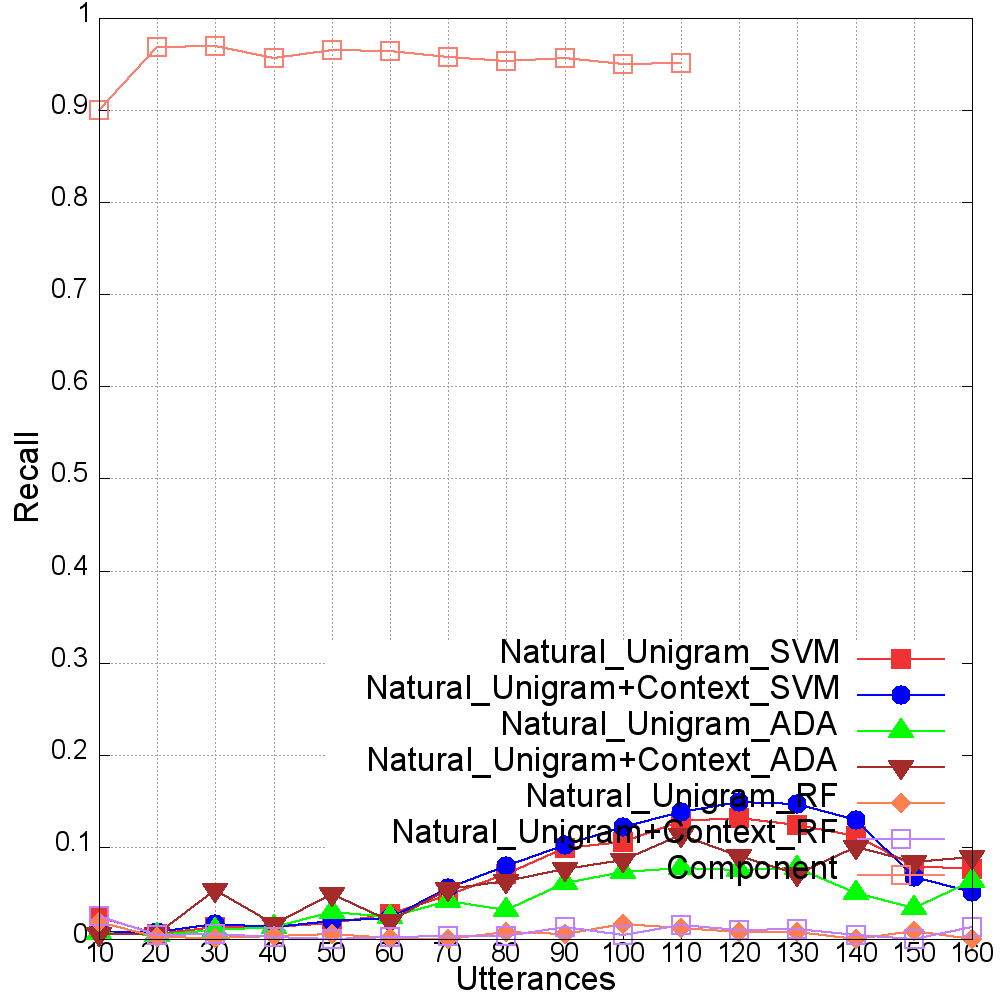 1
0.9
0.8
0.7
0.6
0.5
0.4
0.3
0.2
0.1
0
Recall
Natural_Unigram_SVM
Natural_Unigram+Context_SVM
Natural_Unigram_ADA
Natural_Unigram+Context_ADA
Natural_Unigram_RF
Natural_Unigram+Context_RF
Component
10 20 30 40 50 60 70 80 90 100 110 120 130 140 150 160
Utterances